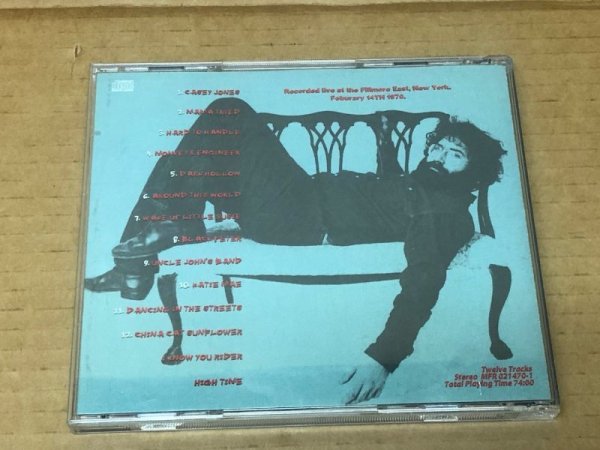 1. CASEY JONES
2. MAMA TRIED
3. HARD TO HANDLE
4. MONKEY & ENGINEER
5. DARK HOLLOW
6. AROUND THIS WORLD
7. WAKE UP LITTLE SUSIE
8. BLACK PETER
9. UNCLE JOHN'S BAND
10. KATIE MAE
11. DANCING IN THE STREETS
12. CHINA CAT SUNFLOWER
I KNOW YOU RIDER
HIGH TIME
Recorded live at the Fillmore East, New York.
Feburary 14TH 1970.
Twelve Tracks
Stereo MFR 021470-1
Total Playing Time 74:00